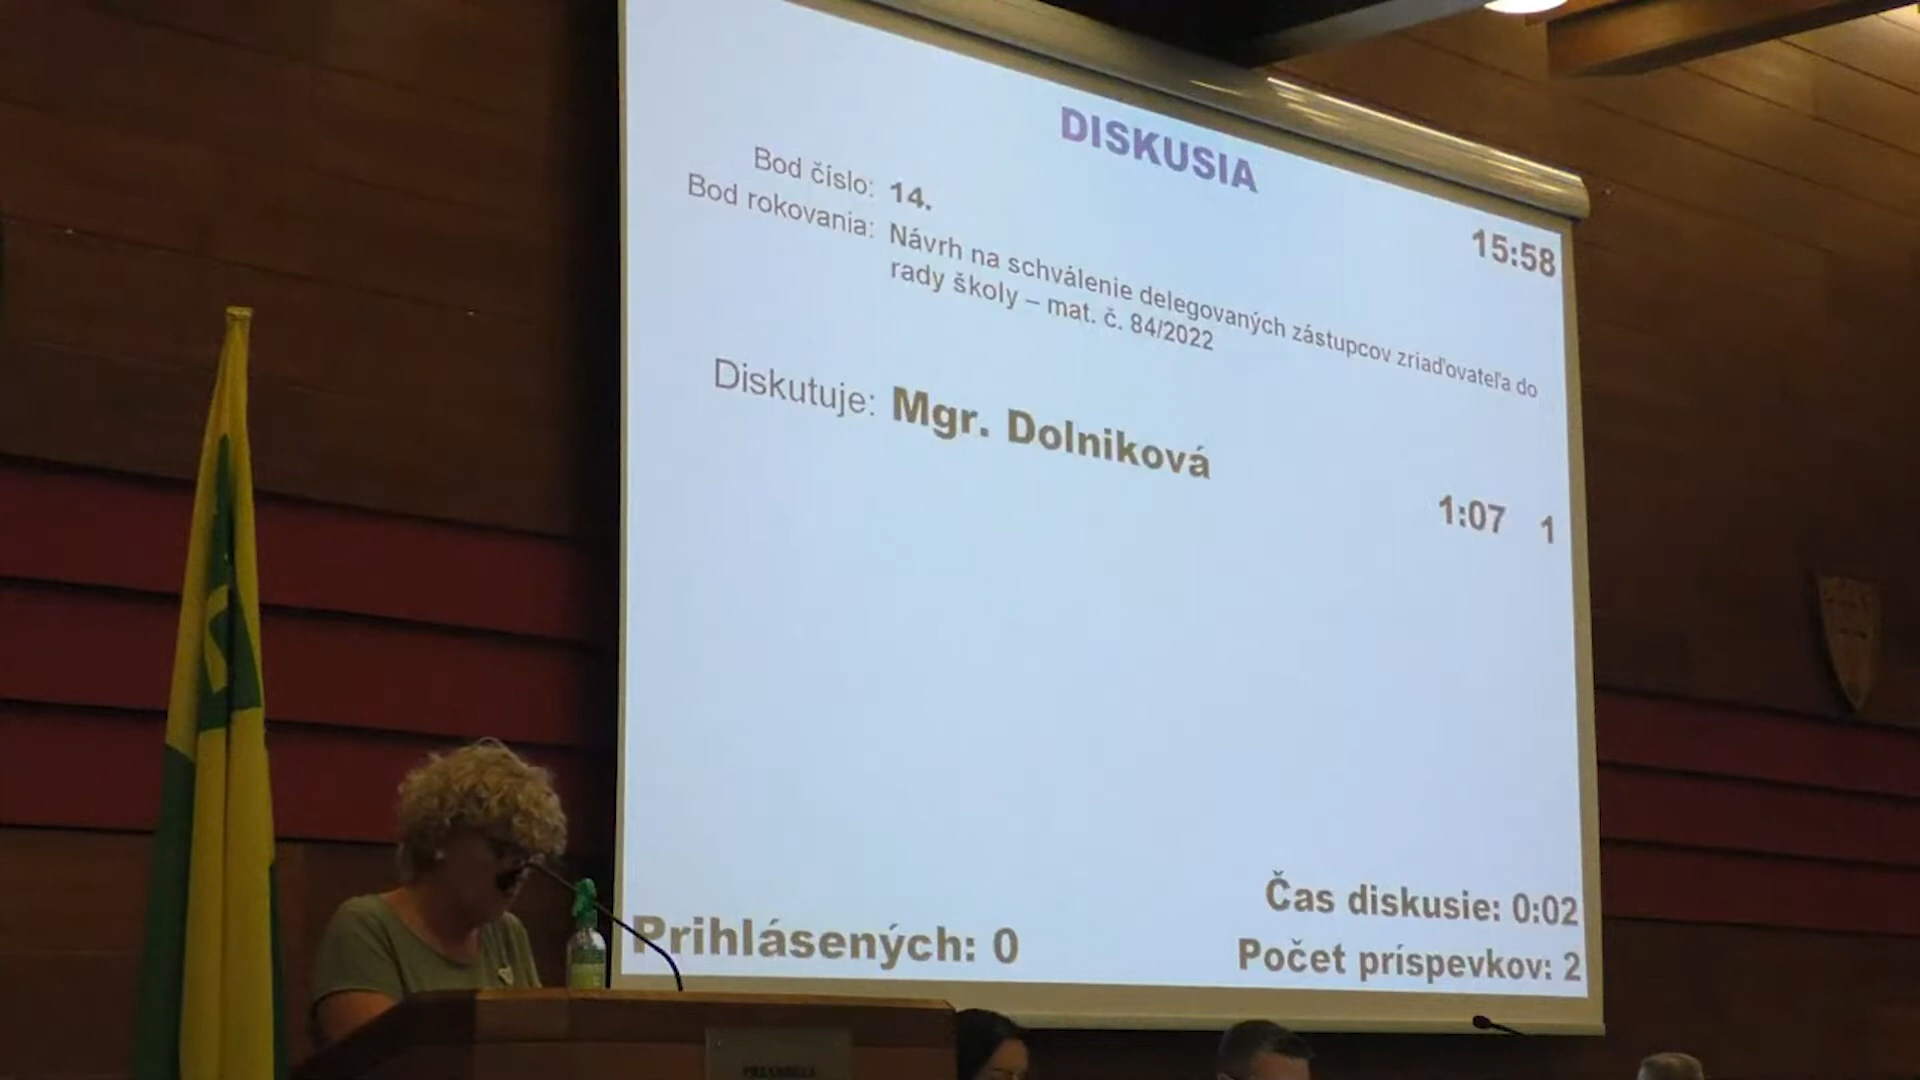 DISKUSIA
Bod číslo: 14.
15:58
Bod rokovania: Návrh na schválenie delegovaných zástupcov zriaďovateľa do
rady školy – mat. č. 84/2022
Diskutuje: Mgr. Dolniková
1:07 1
Čas diskusie: 0:02
Prihlásených: 0
Počet príspevkov: 2